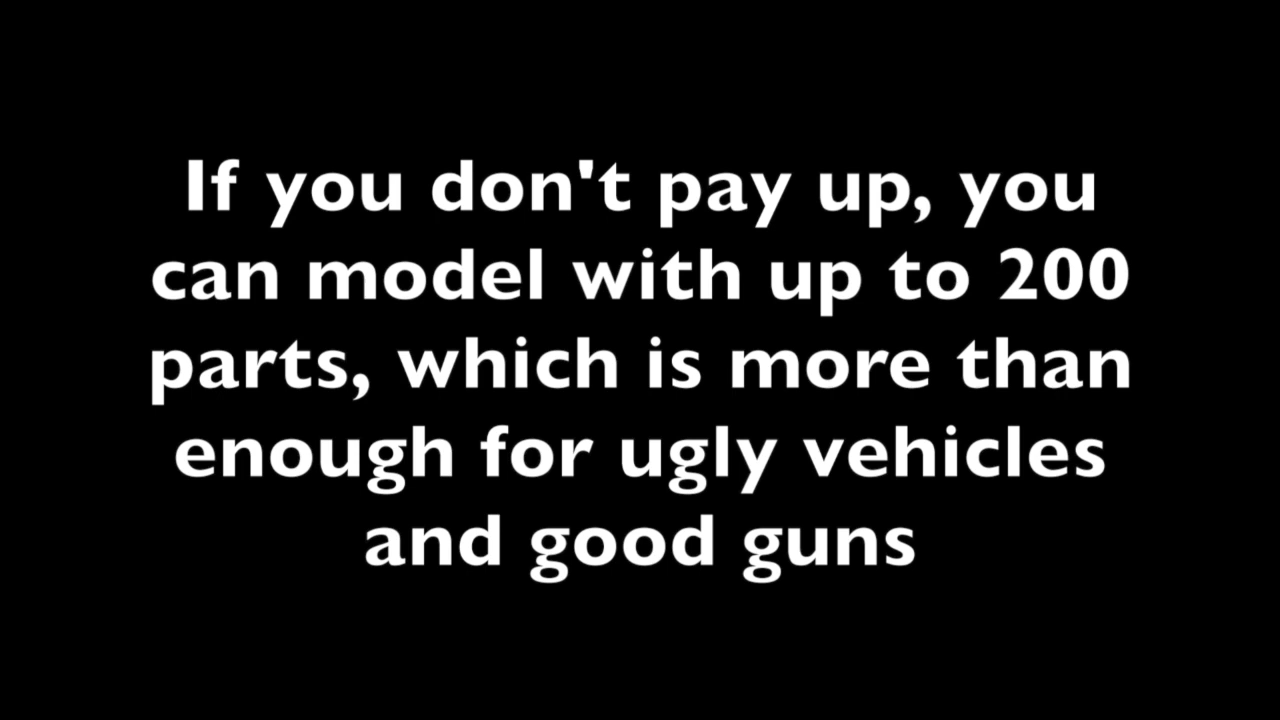 If you don't pay up, you
can model with up to 200
parts, which is more than
enough for ugly vehicles
and good guns